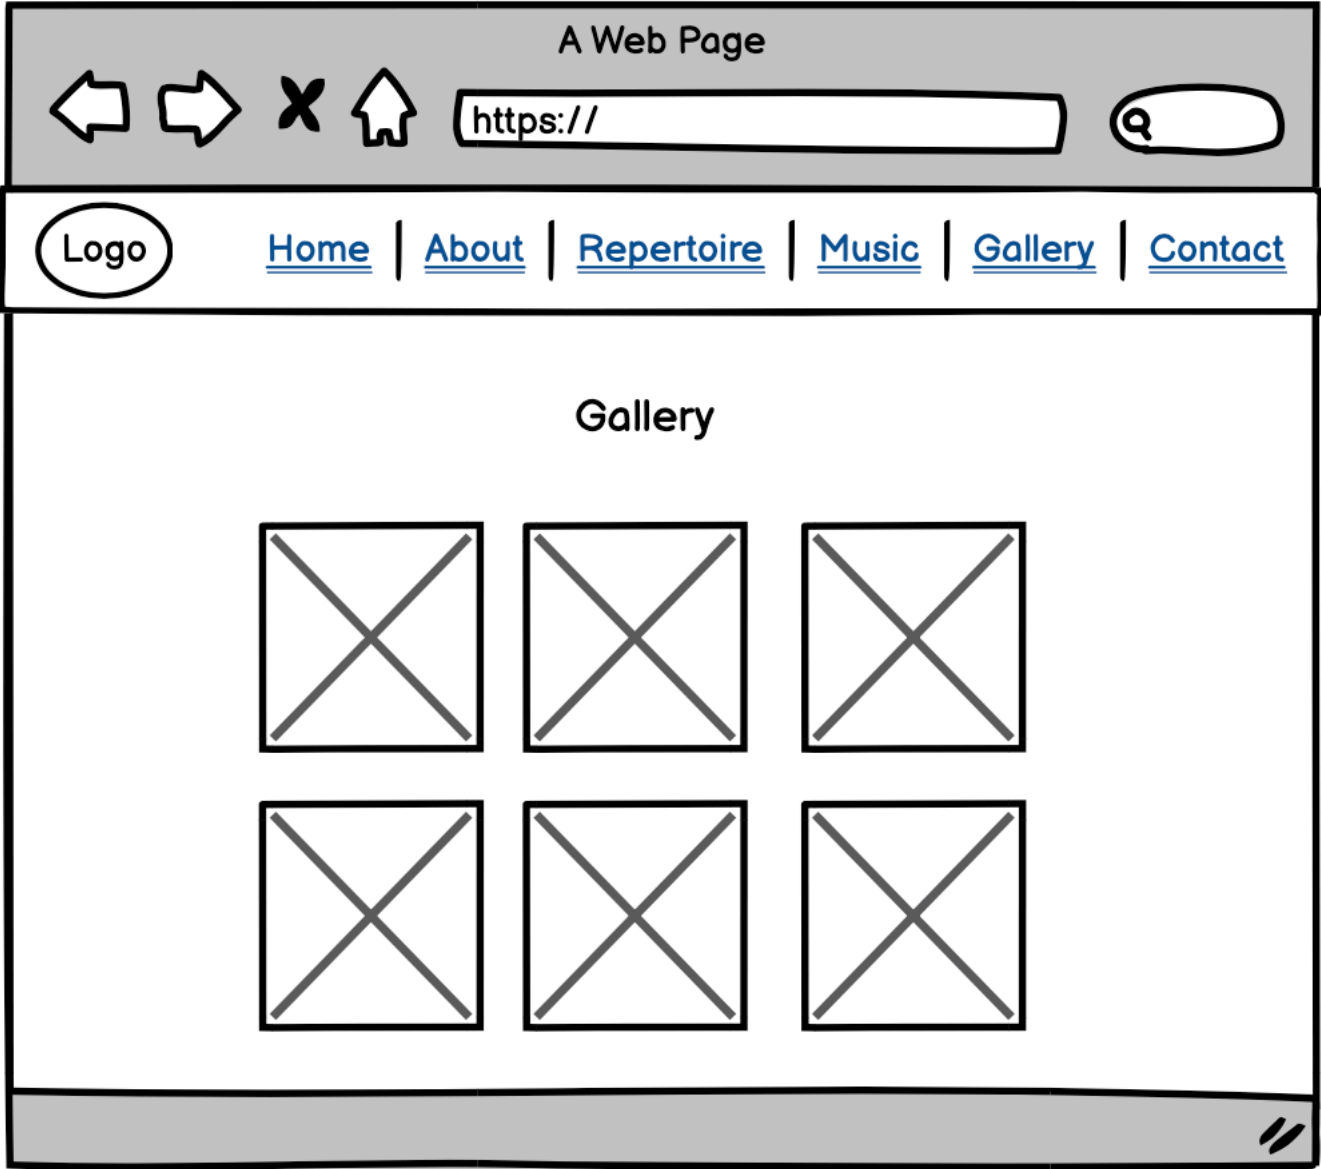 A Web Page
https://
Logo
Home | About | Repertoire | Music | Gallery | Contact
Gallery